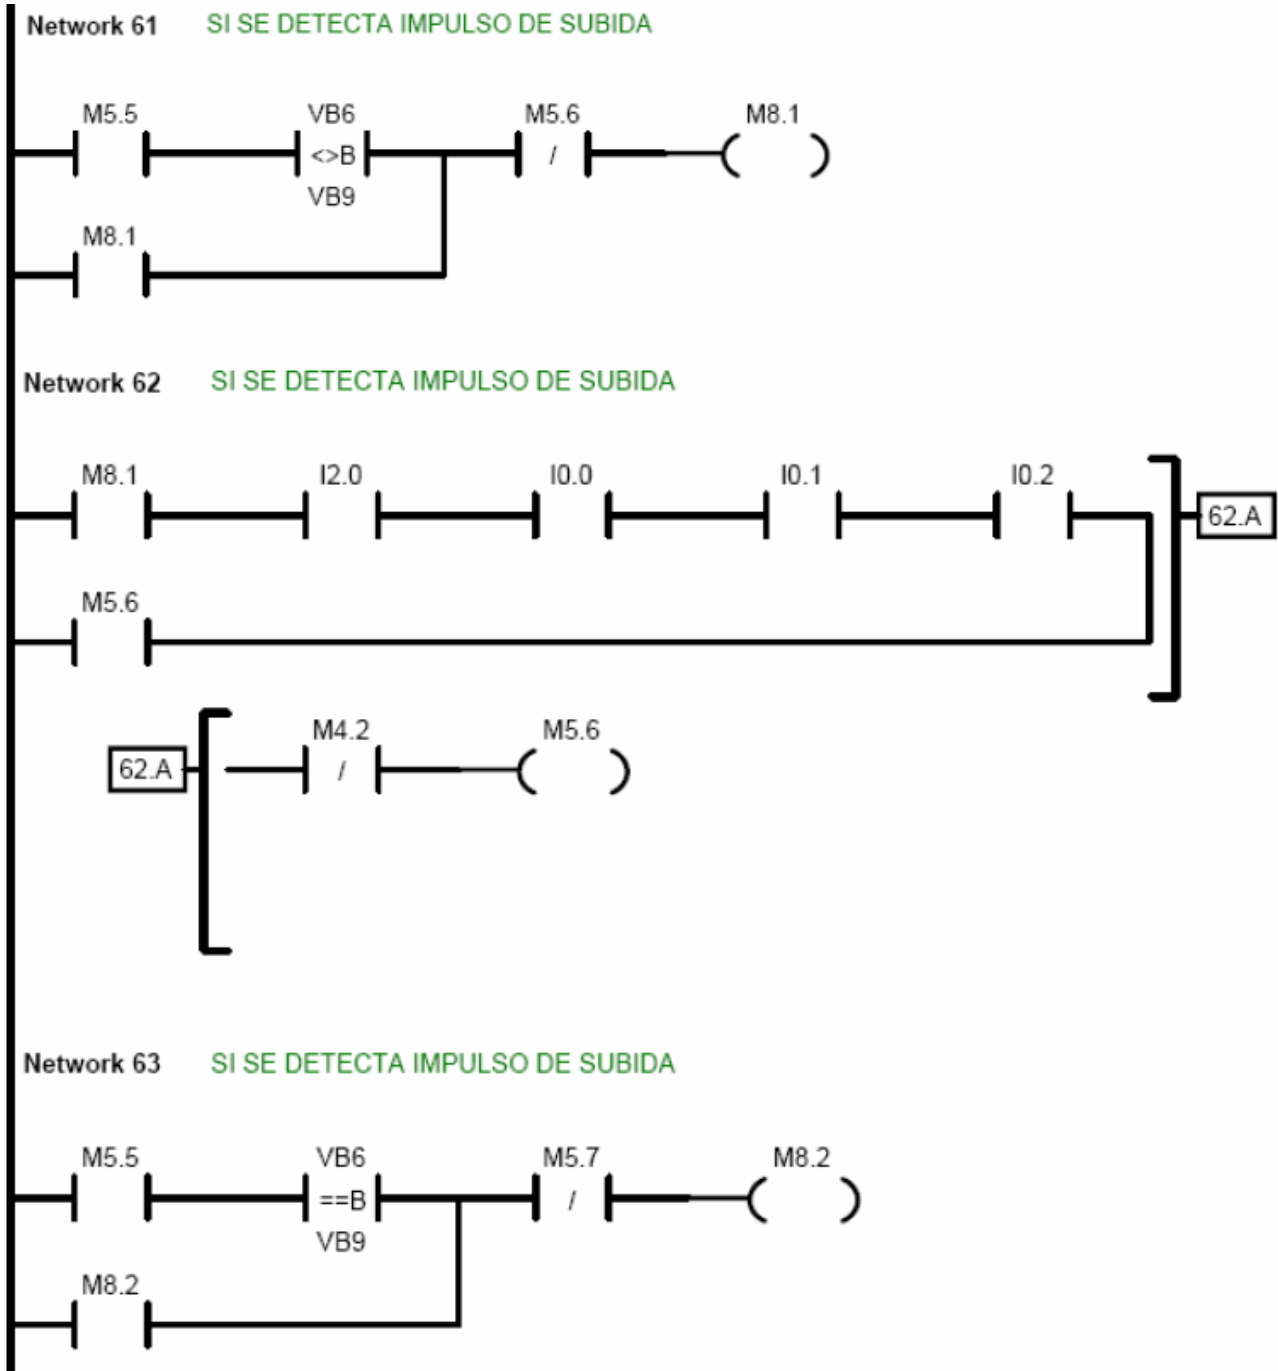 Network 61 SI SE DETECTA IMPULSO DE SUBIDA
M5.5 VB6 M5.6 M8.1
<>B /
VB9
M8.1
Network 62 SI SE DETECTA IMPULSO DE SUBIDA
M8.1 I2.0 I0.0 I0.1 I0.2
62.A
M5.6
M4.2 M5.6
62.A /
Network 63 SI SE DETECTA IMPULSO DE SUBIDA
M5.5 VB6 M5.7 M8.2
==B /
VB9
M8.2